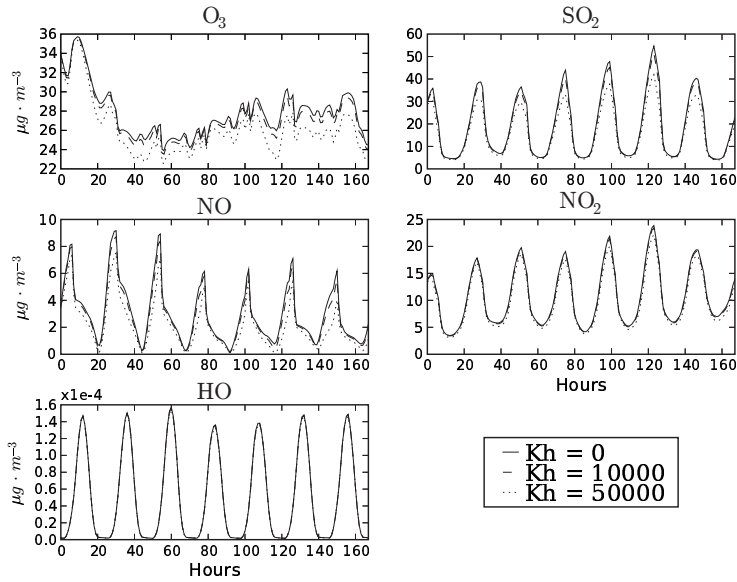 O3 SO2
36 60
34 50
32 40
30 30
28
26 20
24 10
22 0
0 20 40 60 80 100 120 140 160 0 20 40 60 80 100 120 140 160
μg · m−3
NO NO2
10 25
8 20
6 15
4 10
2 5
0 0
0 20 40 60 80 100 120 140 160 0 20 40 60 80 100 120 140 160
μg · m−3
Hours
x1e-4 HO
1.6
1.4
1.2
1.0
0.8
0.6
0.4
0.2
0.0
0 20 40 60 80 100 120 140 160
μg · m−3
Hours
Kh = 0
Kh = 10000
Kh = 50000